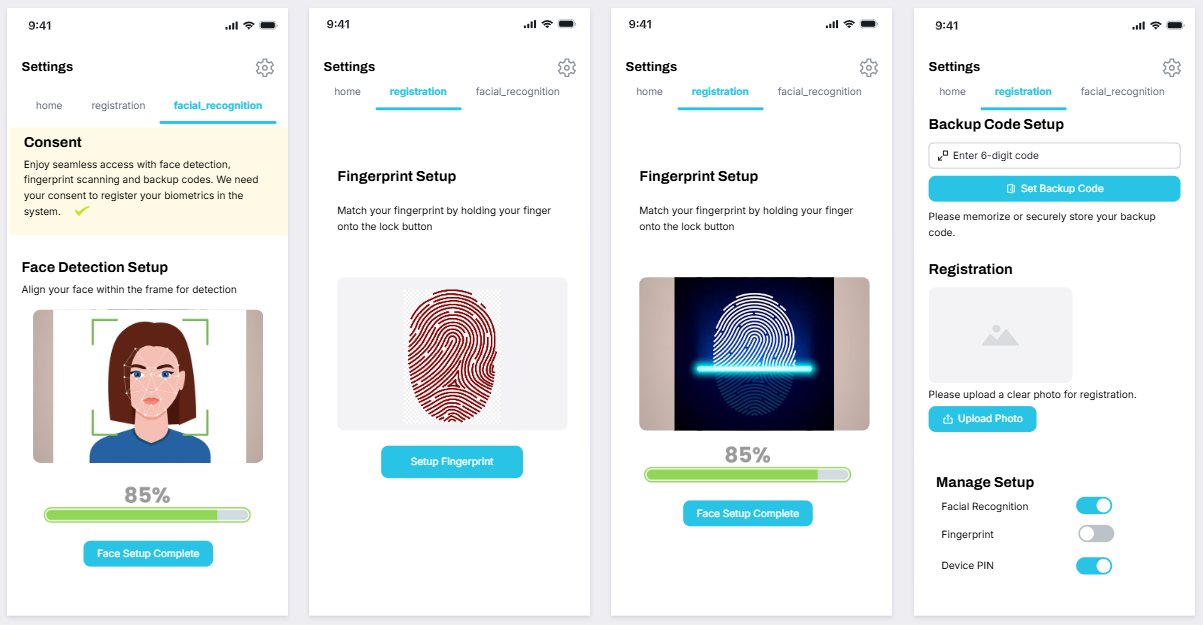 9:41
Settings
home registration facial_recognition
Consent
Enjoy seamless access with face detection,
fingerprint scanning and backup codes. We need
your consent to register your biometrics in the
system.
Face Detection Setup
Align your face within the frame for detection
85%
Face Setup Complete
9:41
Settings
home registration facial_recognition
Fingerprint Setup
Match your fingerprint by holding your finger
onto the lock button
Setup Fingerprint
9:41
Settings
home registration facial_recognition
Fingerprint Setup
Match your fingerprint by holding your finger
onto the lock button
85%
Face Setup Complete
9:41
Settings
home registration facial_recognition
Backup Code Setup
Enter 6-digit code
Set Backup Code
Please memorize or securely store your backup
code.
Registration
Please upload a clear photo for registration.
Upload Photo
Manage Setup
Facial Recognition
Fingerprint
Device PIN